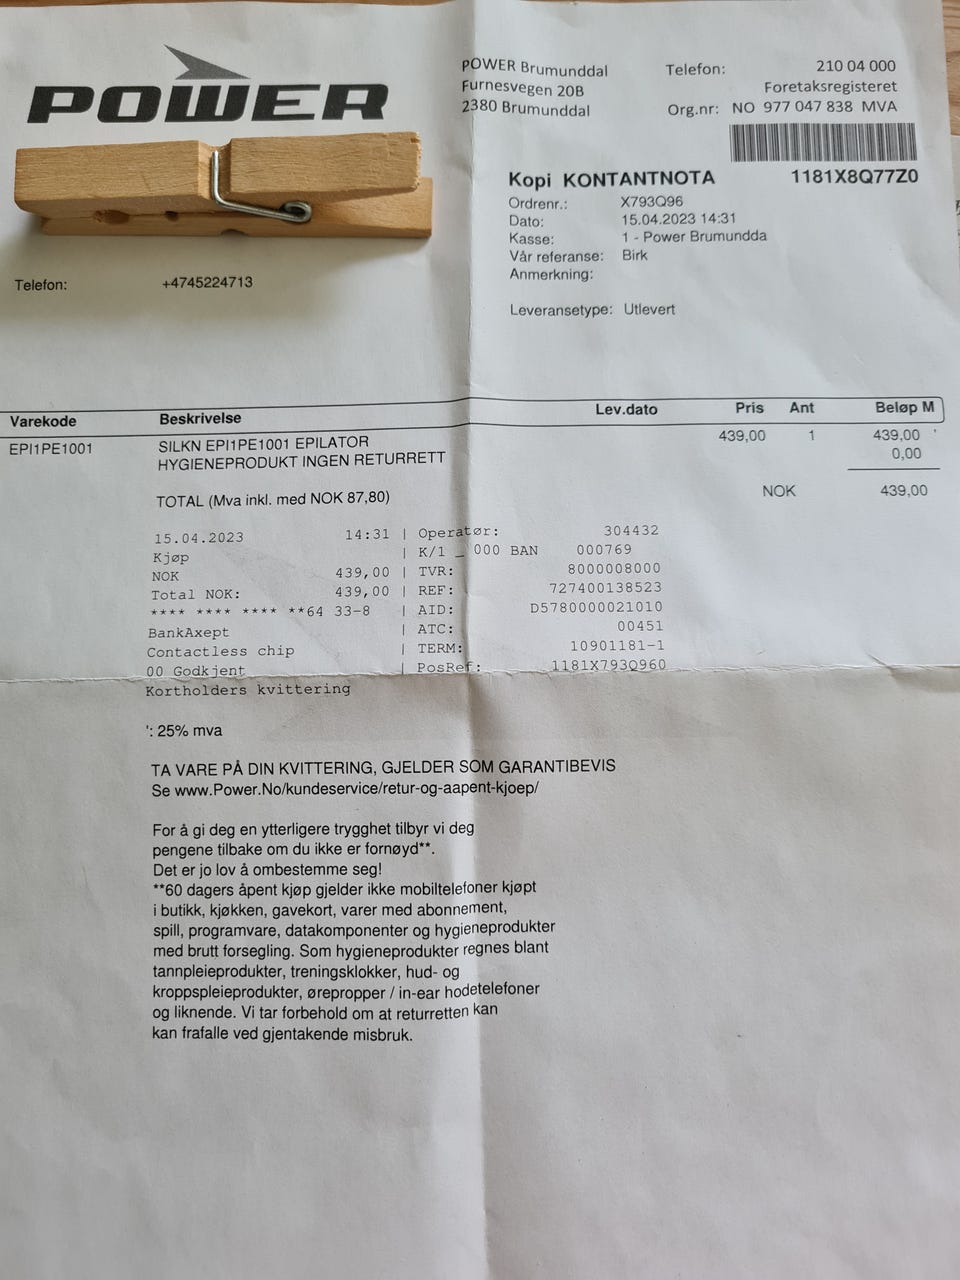 POWER
POWER Brumunddal
Furnesvegen 20B
2380 Brumunddal
Telefon: 210 04 000
Foretaksregisteret
Org.nr: NO 977 047 838 MVA
Kopi KONTANTNOTA 1181X8Q77Z0
Ordrenr.: X793Q96
Dato: 15.04.2023 14:31
Kasse: 1 - Power Brumundda
Vår referanse: Birk
Anmerkning:
Telefon: +4745224713
Leveransetype: Utlevert
Varekode Beskrivelse Lev.dato Pris Ant Beløp M
EPI1PE1001 SILKN EPI1PE1001 EPILATOR 439,00 1 439,00 '
HYGIENEPRODUKT INGEN RETURRETT 0,00
TOTAL (Mva inkl. med NOK 87,80) NOK 439,00
15.04.2023 14:31 | Operatør: 304432
Kjøp | K/1 _ 000 BAN 000769
NOK 439,00 | TVR: 8000008000
Total NOK: 439,00 | REF: 727400138523
**** **** **** **64 33-8 | AID: D5780000021010
BankAxept | ATC: 00451
Contactless chip | TERM: 10901181-1
00 Godkjent | PosRef: 1181X793Q960
Kortholders kvittering
': 25% mva
TA VARE PÅ DIN KVITTERING, GJELDER SOM GARANTIBEVIS
Se www.Power.No/kundeservice/retur-og-aapent-kjoep/
For å gi deg en ytterligere trygghet tilbyr vi deg
pengene tilbake om du ikke er fornøyd**.
Det er jo lov å ombestemme seg!
**60 dagers åpent kjøp gjelder ikke mobiltelefoner kjøpt
i butikk, kjøkken, gavekort, varer med abonnement,
spill, programvare, datakomponenter og hygieneprodukter
med brutt forsegling. Som hygieneprodukter regnes blant
tannpleieprodukter, treningsklokker, hud- og
kroppspleieprodukter, ørepropper / in-ear hodetelefoner
og liknende. Vi tar forbehold om at returretten kan
kan frafalle ved gjentakende misbruk.